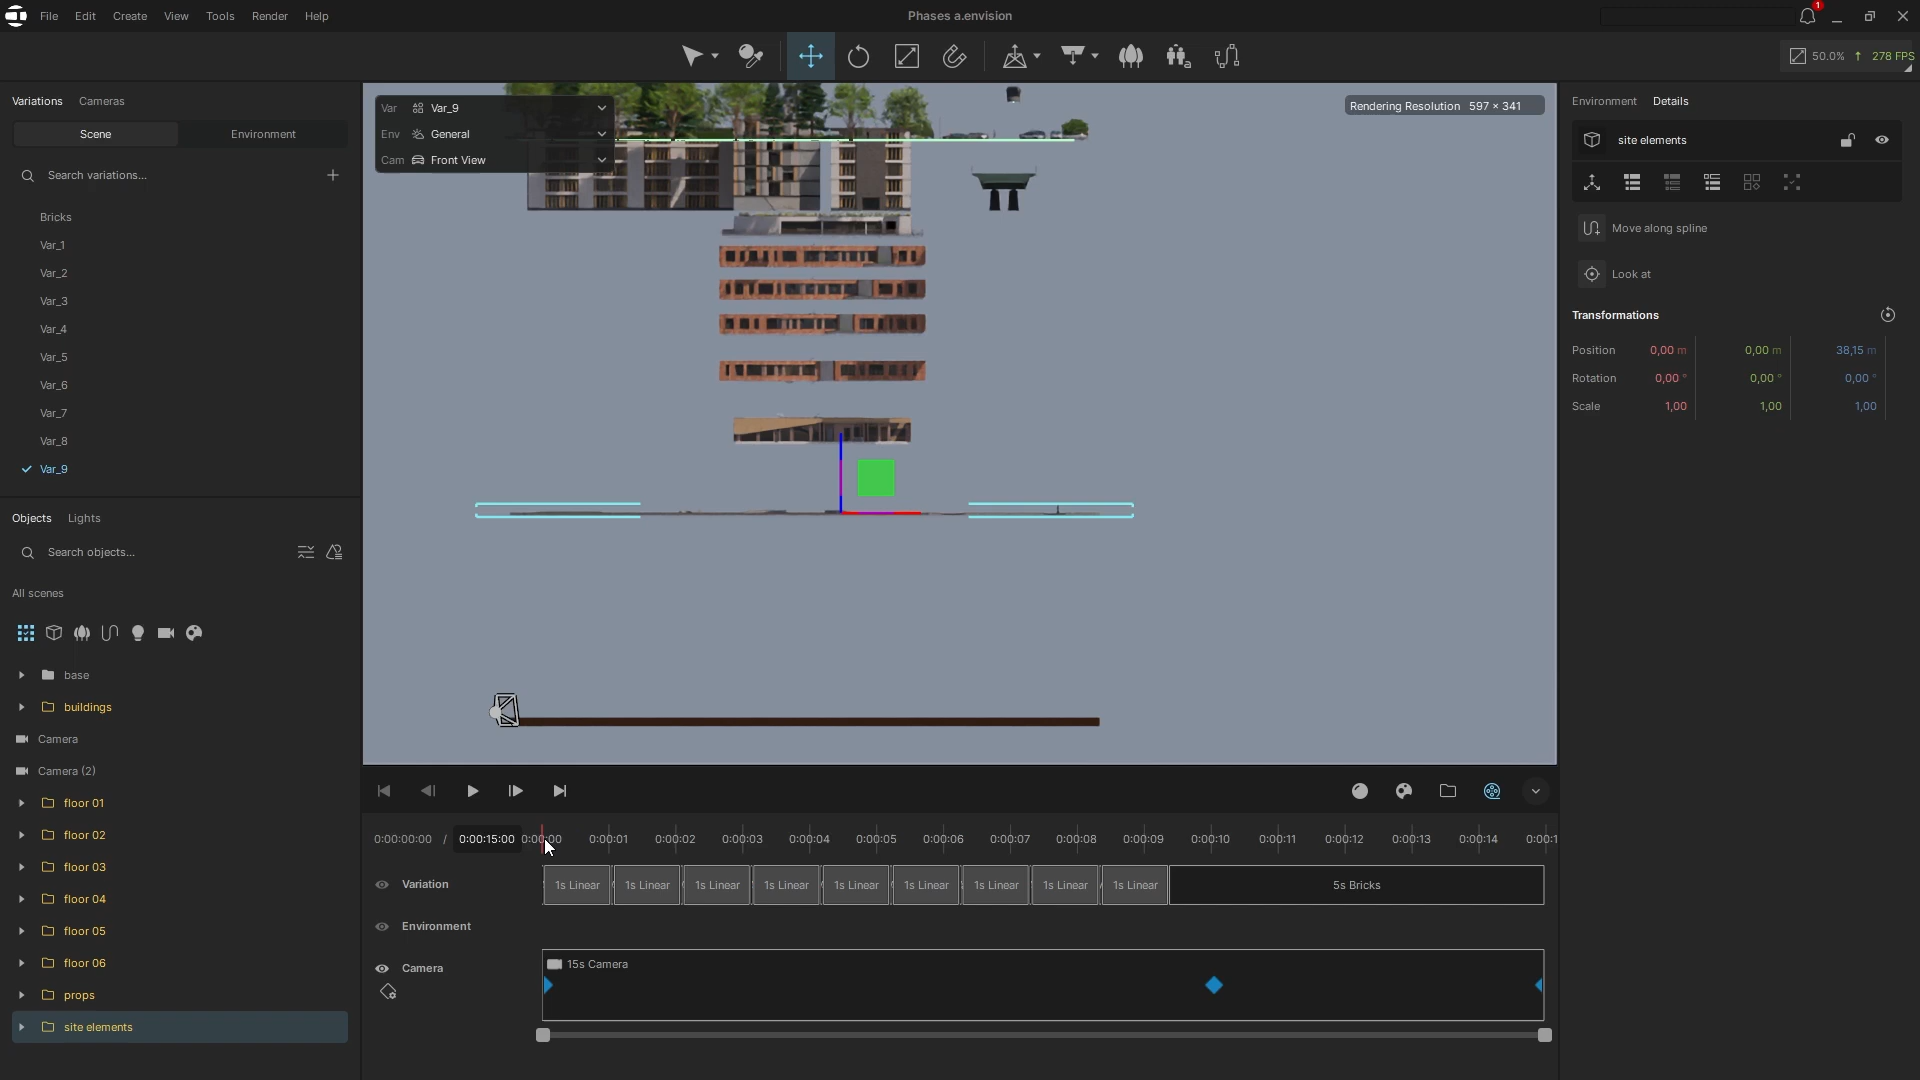 File Edit Create View Tools Render Help
Phases a.envision
1
50.0% ↑ 278 FPS
Variations Cameras
Scene Environment
Search variations...
Bricks
Var_1
Var_2
Var_3
Var_4
Var_5
Var_6
Var_7
Var_8
Var_9
Objects Lights
Search objects...
All scenes
base
buildings
Camera
Camera (2)
floor 01
floor 02
floor 03
floor 04
floor 05
floor 06
props
site elements
Var Var_9
Env General
Cam Front View
Rendering Resolution 597 × 341
Environment Details
site elements
Move along spline
Look at
Transformations
Position 0,00 m 0,00 m 38,15 m
Rotation 0,00 ° 0,00 ° 0,00 °
Scale 1,00 1,00 1,00
0:00:00:00 / 0:00:15:00 0:00:00 0:00:01 0:00:02 0:00:03 0:00:04 0:00:05 0:00:06 0:00:07 0:00:08 0:00:09 0:00:10 0:00:11 0:00:12 0:00:13 0:00:14 0:00:1
Variation 1s Linear 1s Linear 1s Linear 1s Linear 1s Linear 1s Linear 1s Linear 1s Linear 1s Linear 5s Bricks
Environment
Camera 15s Camera